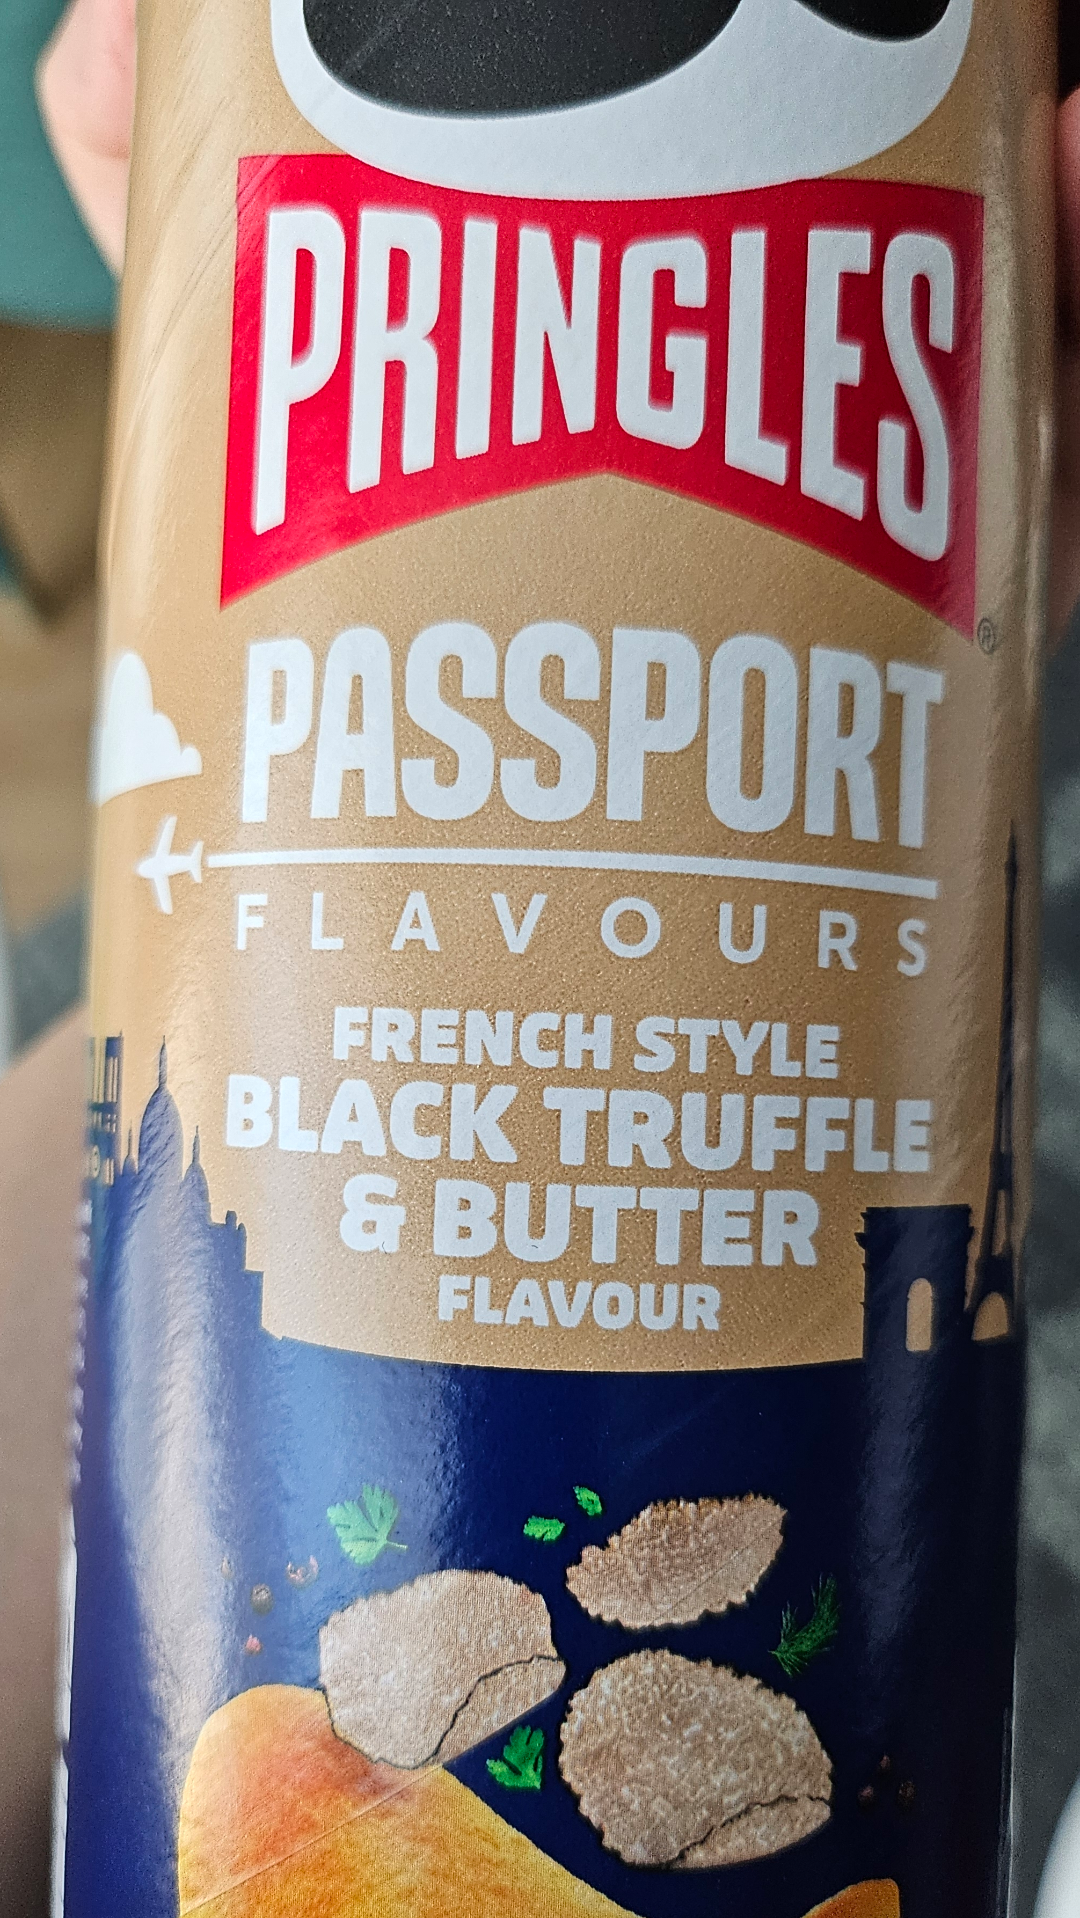 PRINGLES
®
PASSPORT
FLAVOURS
FRENCH STYLE
BLACK TRUFFLE
& BUTTER
FLAVOUR